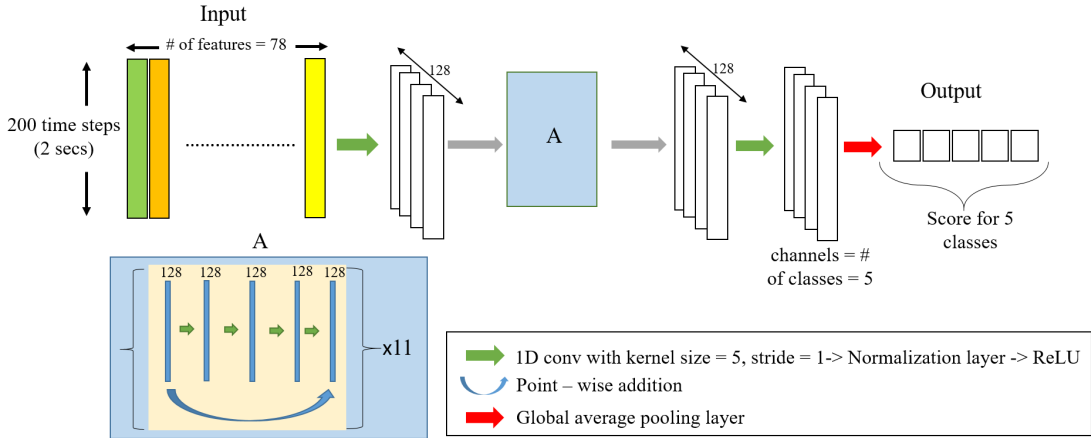 Input
# of features = 78
200 time steps
(2 secs)
128
A
128
Output
Score for 5
classes
channels = #
of classes = 5
A
128 128 128 128 128
x11
1D conv with kernel size = 5, stride = 1-> Normalization layer -> ReLU
Point – wise addition
Global average pooling layer